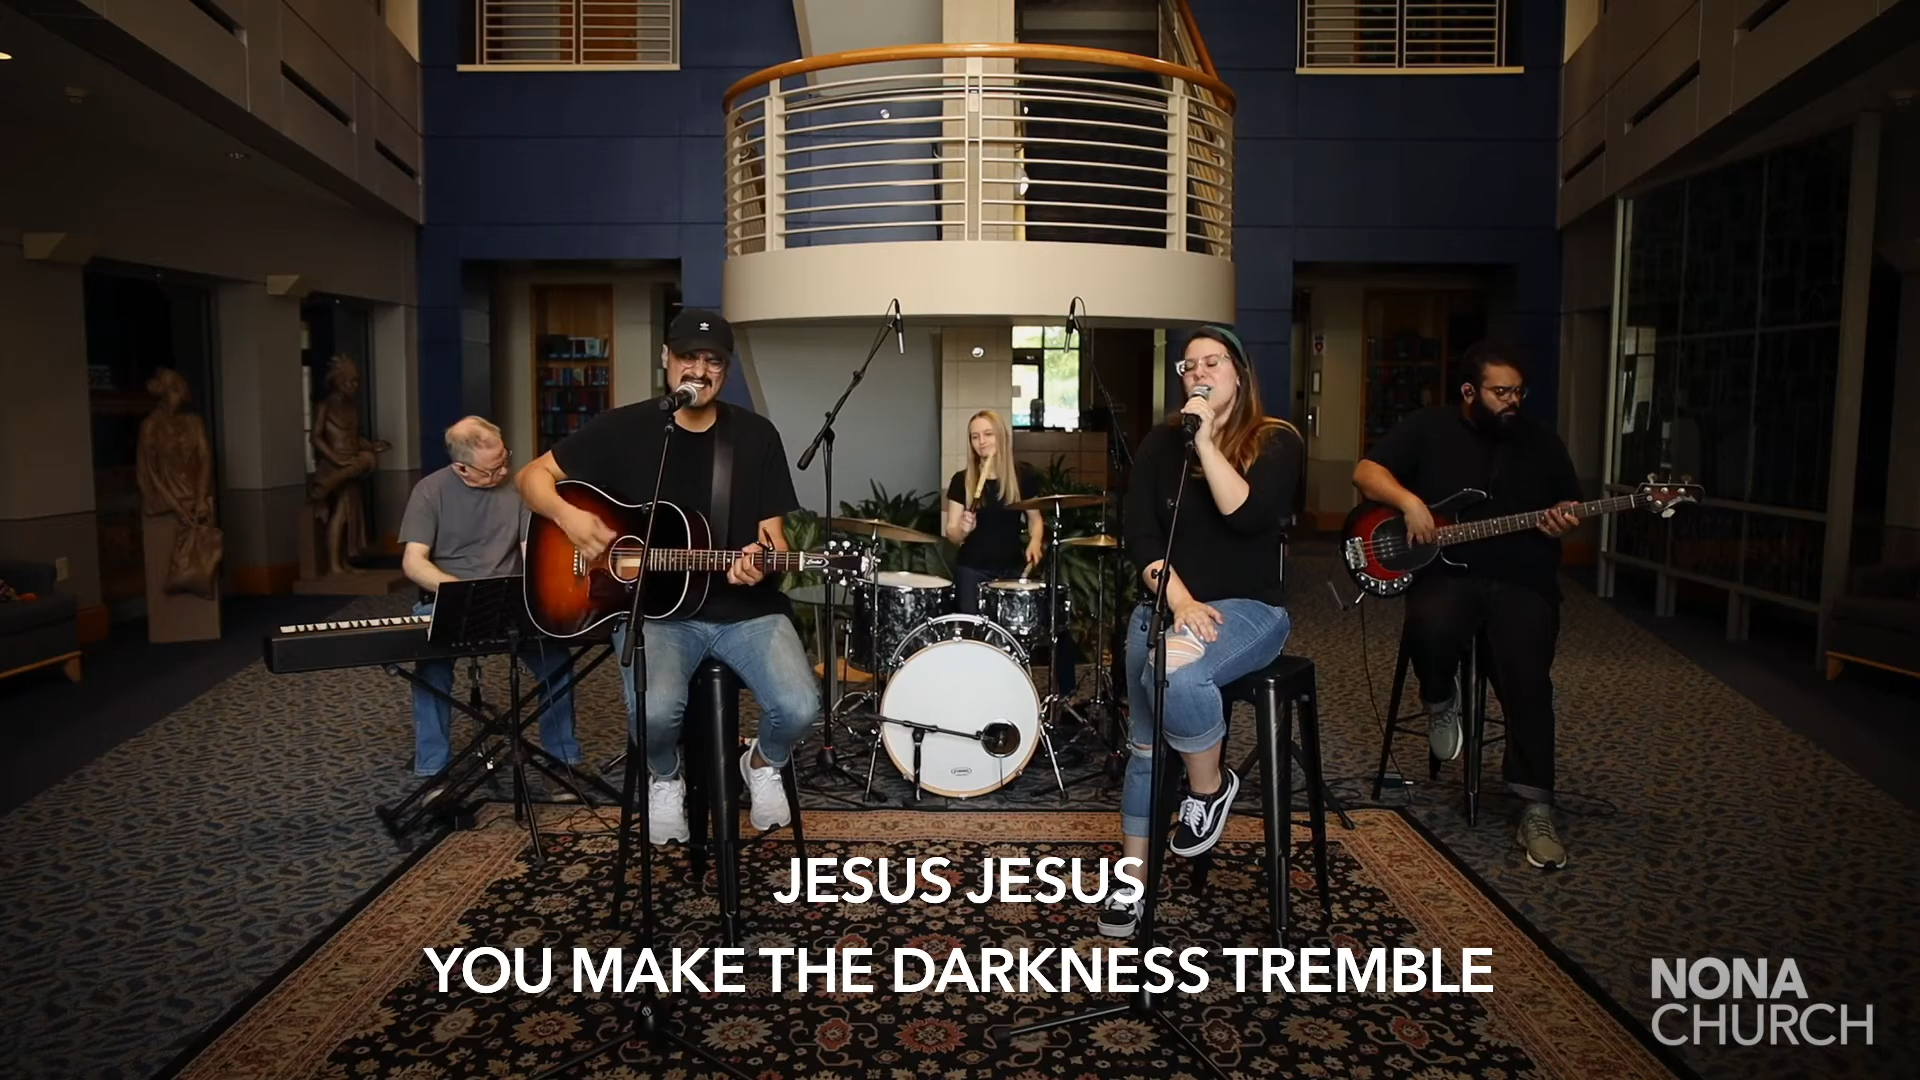 JESUS JESUS
YOU MAKE THE DARKNESS TREMBLE
NONA
CHURCH